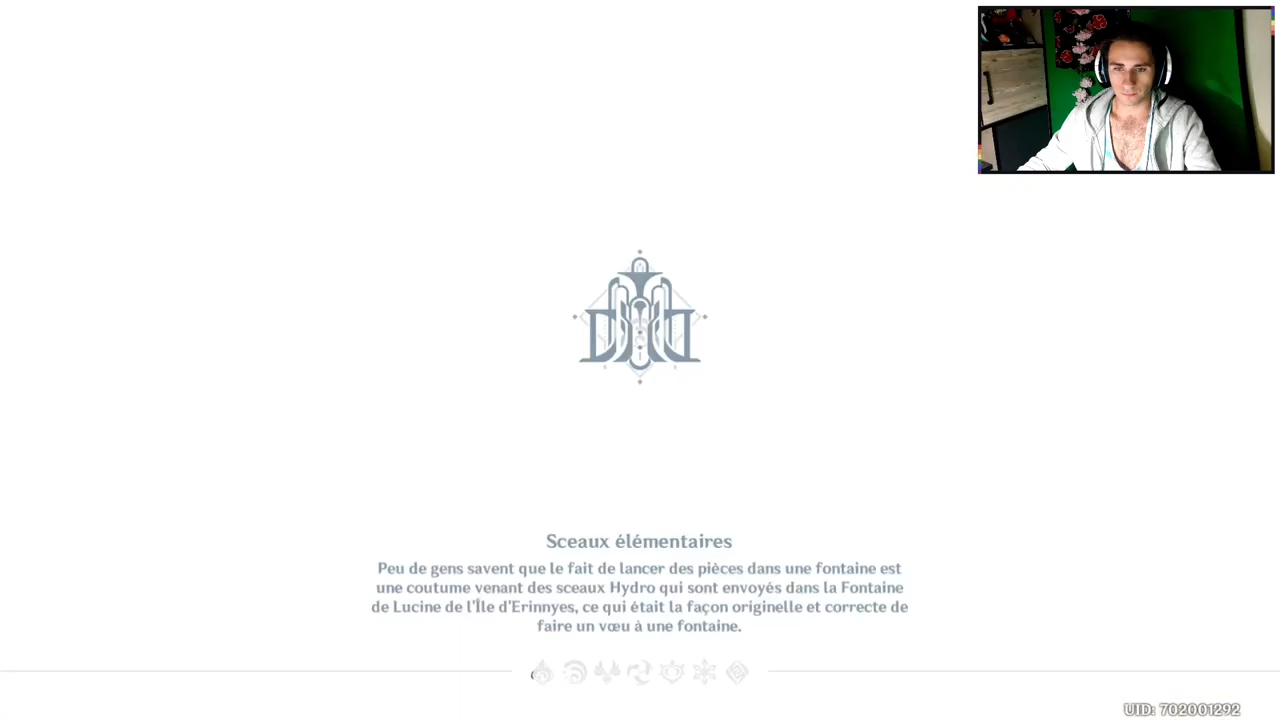 Sceaux élémentaires
Peu de gens savent que le fait de lancer des pièces dans une fontaine est
une coutume venant des sceaux Hydro qui sont envoyés dans la Fontaine
de Lucine de l'Île d'Erinnyes, ce qui était la façon originelle et correcte de
faire un vœu à une fontaine.
UID: 702001292